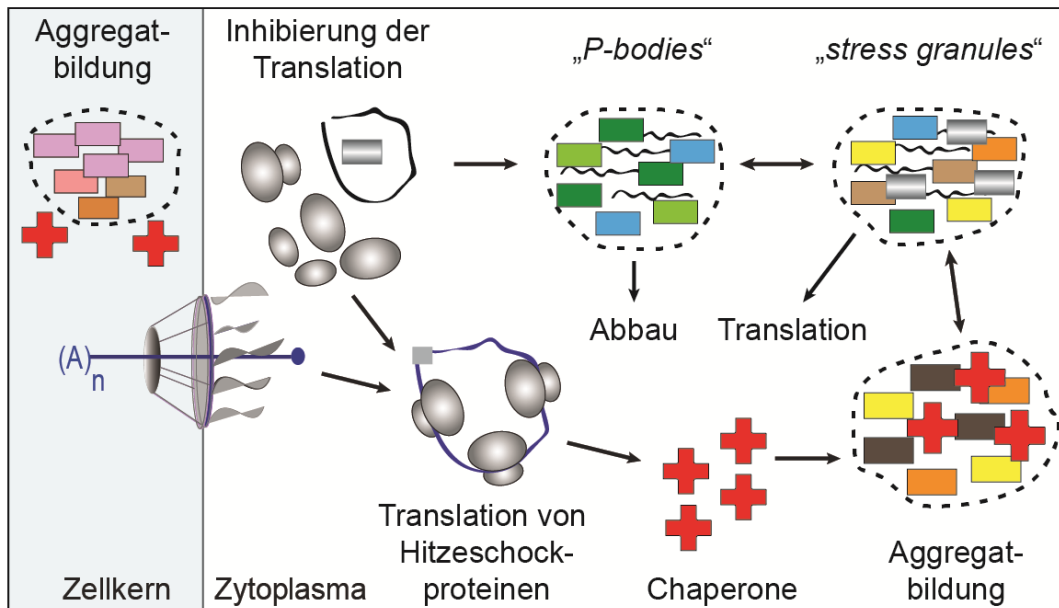 Aggregat-
bildung
Inhibierung der
Translation
„P-bodies“
„stress granules“
Abbau
Translation
(A)n
Translation von
Hitzeschock-
proteinen
Chaperone
Aggregat-
bildung
Zellkern
Zytoplasma